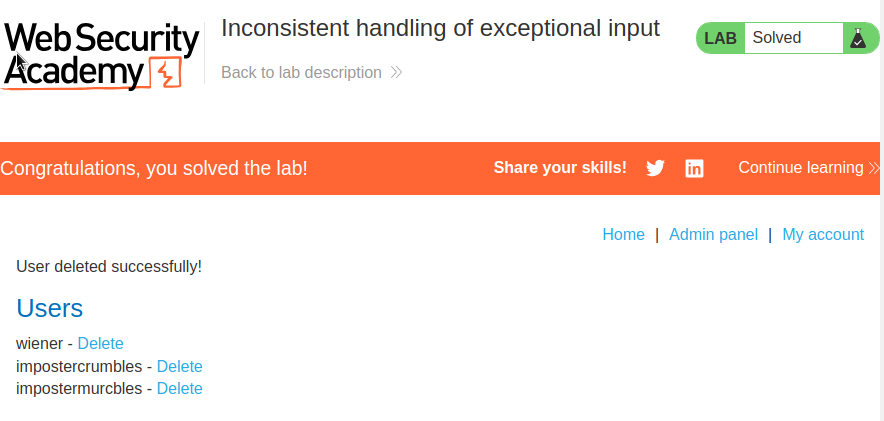 Web Security
Academy
Inconsistent handling of exceptional input
Back to lab description
LAB Solved
Congratulations, you solved the lab!
Share your skills!
Continue learning
Home | Admin panel | My account
User deleted successfully!
Users
wiener - Delete
impostercrumbles - Delete
impostermurcbles - Delete